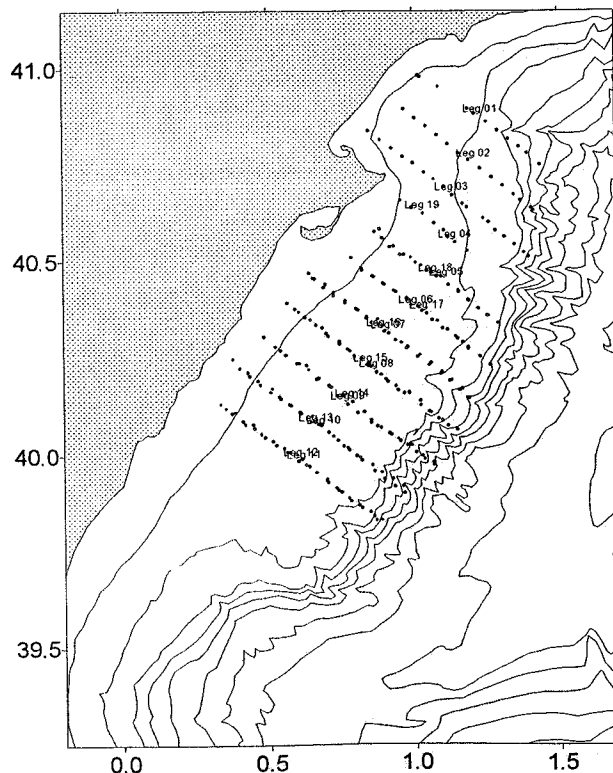 41.0
Leg 01
Leg 02
Leg 03
Leg 19
Leg 04
40.5
Leg 18
Leg 05
Leg 06
Leg 17
Leg 16
Leg 07
Leg 15
Leg 08
Leg 14
Leg 09
Leg 13
Leg 10
40.0
Leg 12
Leg 11
39.5
0.0 0.5 1.0 1.5